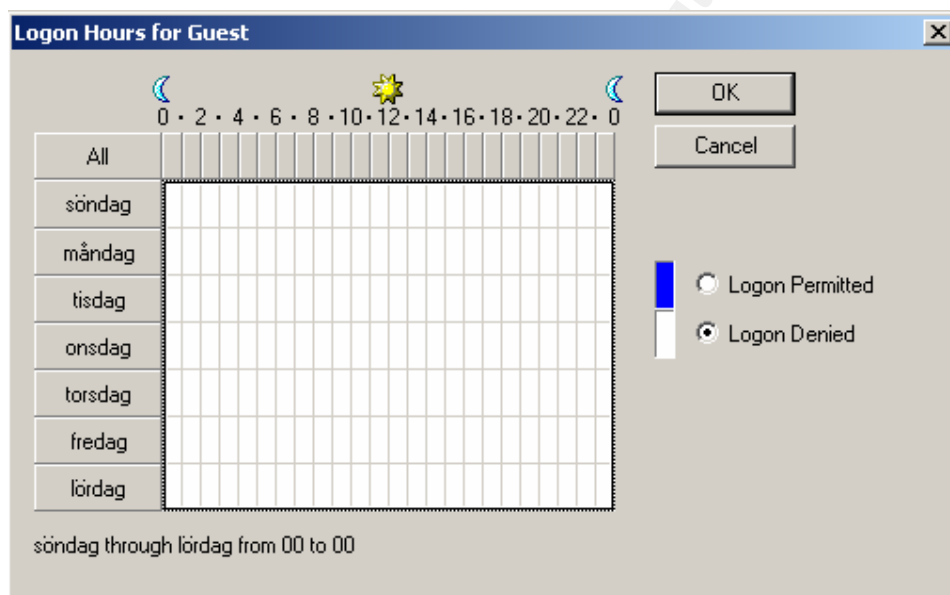 Logon Hours for Guest
0 · 2 · 4 · 6 · 8 · 10 · 12 · 14 · 16 · 18 · 20 · 22 · 0
OK
Cancel
All
söndag
måndag
tisdag
onsdag
torsdag
fredag
lördag
Logon Permitted
Logon Denied
söndag through lördag from 00 to 00